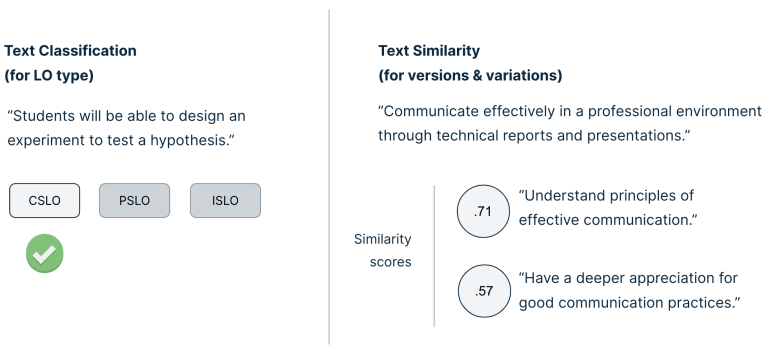 Text Classification
(for LO type)
“Students will be able to design an
experiment to test a hypothesis.”
CSLO
PSLO
ISLO
Text Similarity
(for versions & variations)
“Communicate effectively in a professional environment
through technical reports and presentations.”
Similarity
scores
.71
“Understand principles of
effective communication.”
.57
“Have a deeper appreciation for
good communication practices.”